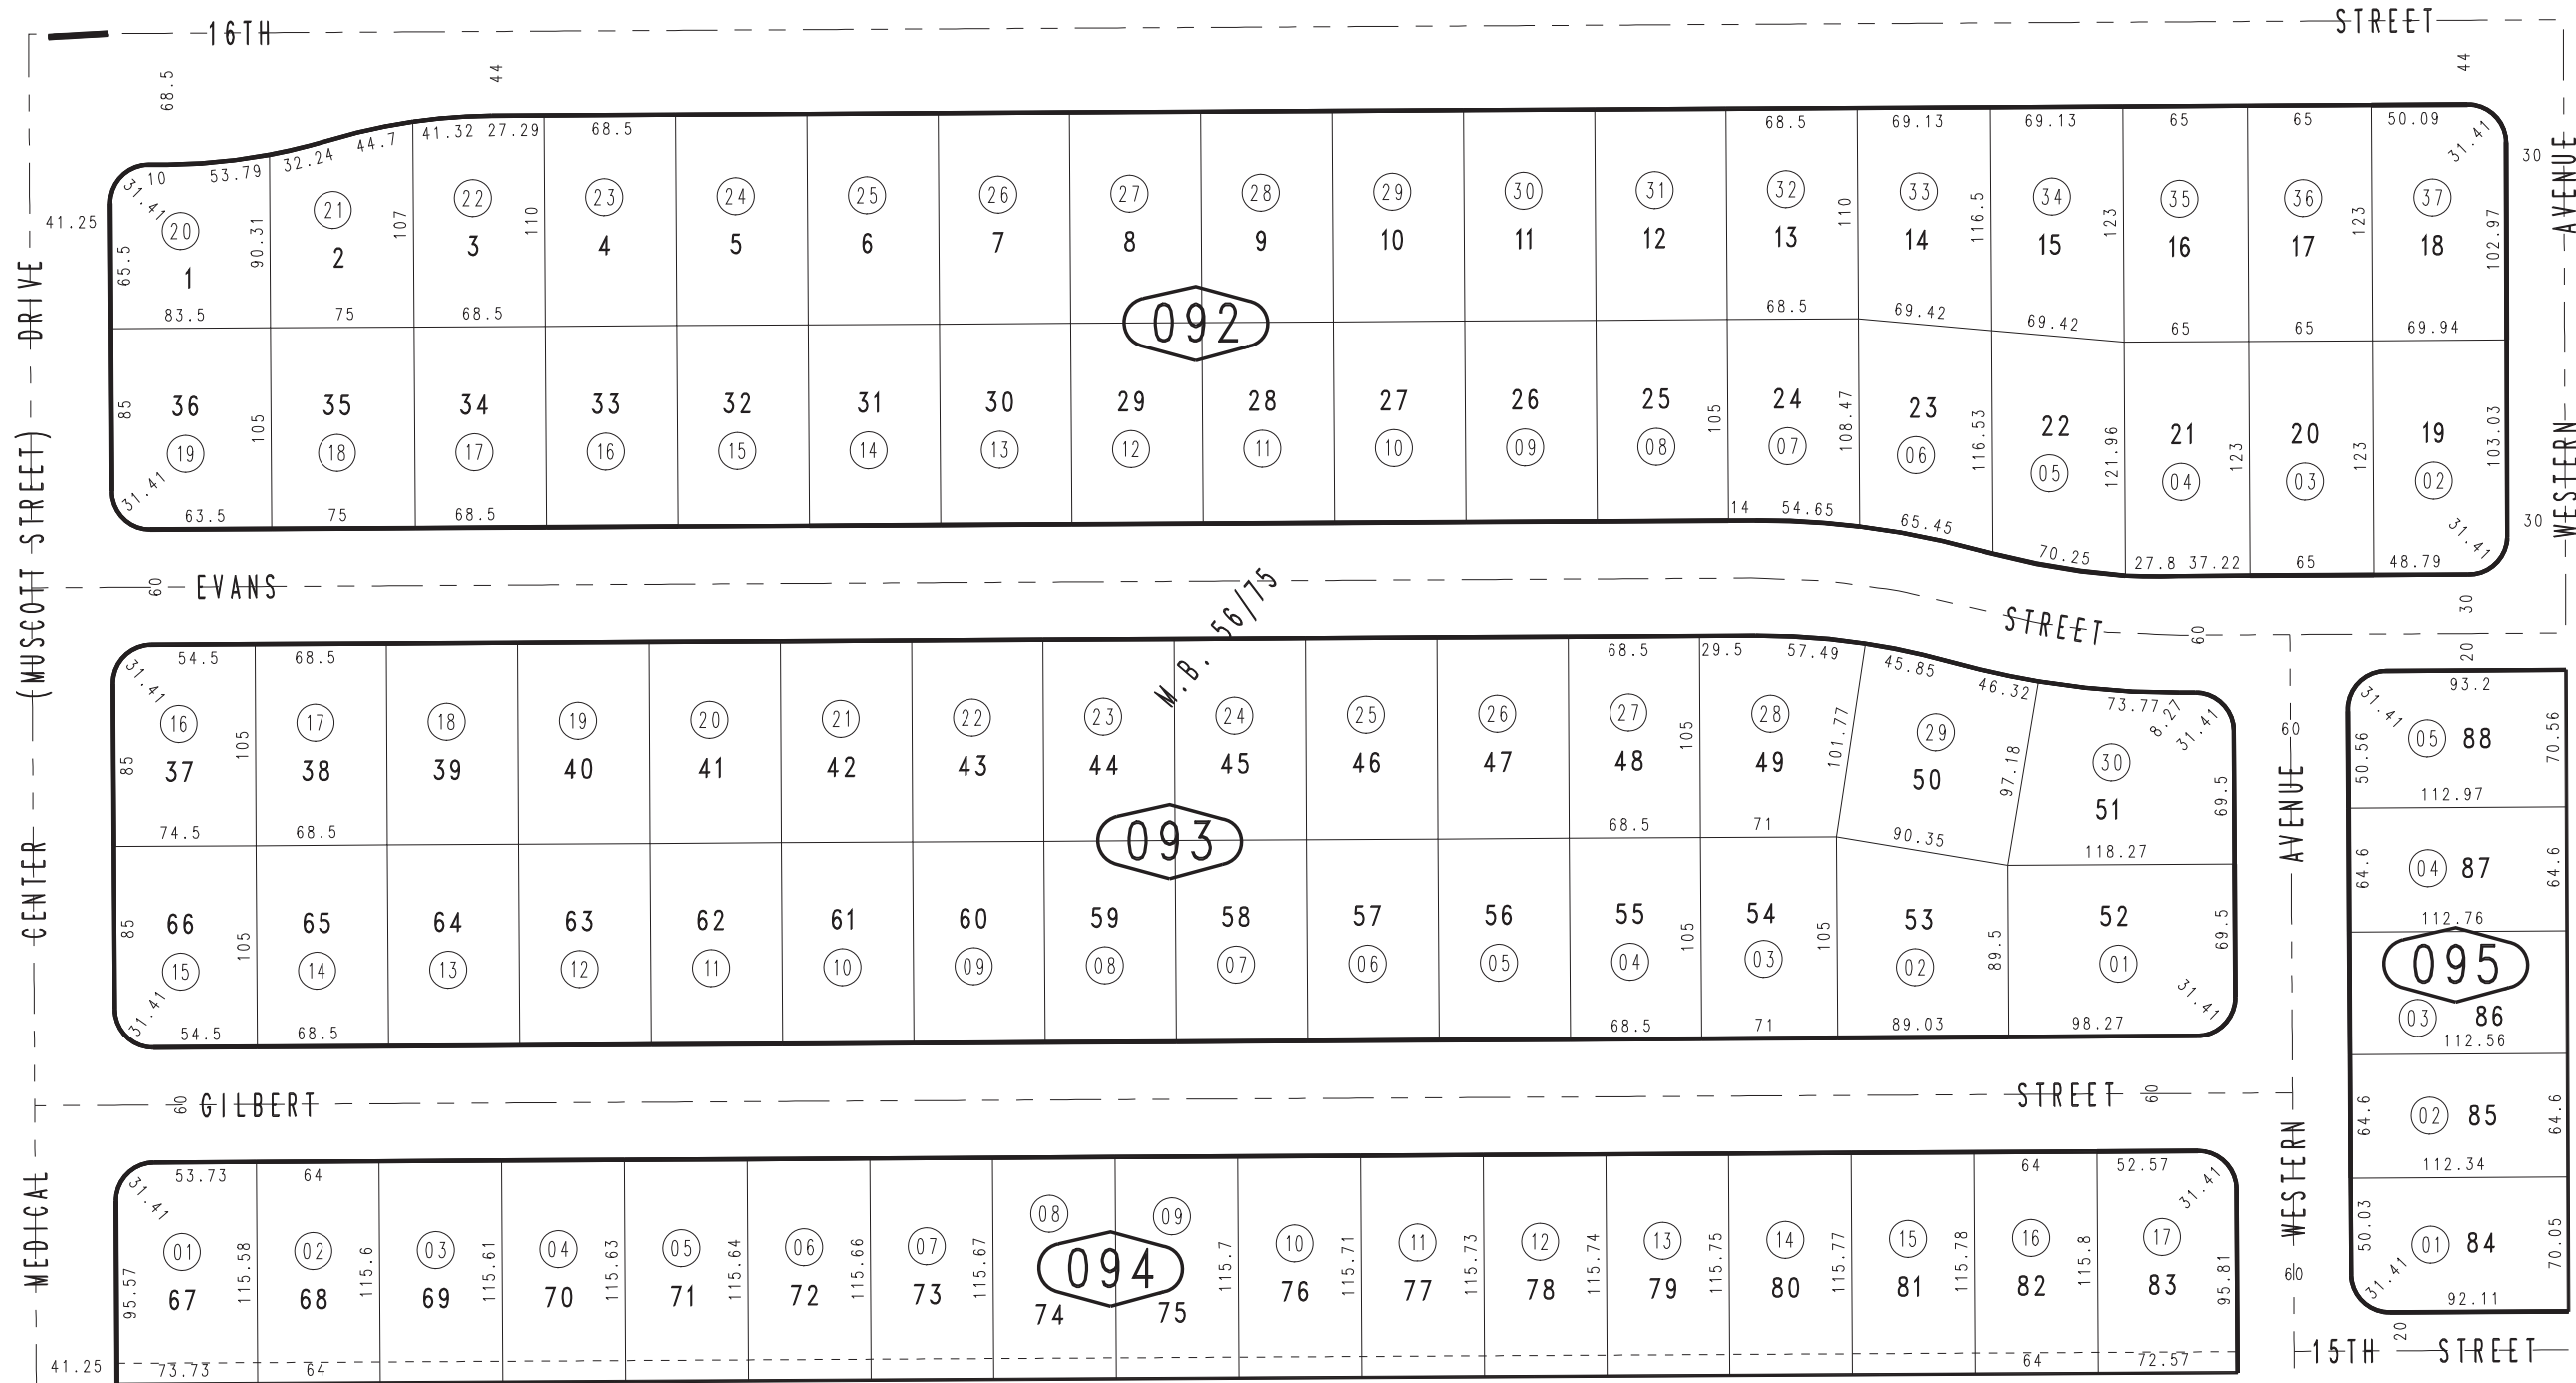 16TH STREET
68.5 44 44
41.32 27.29 68.5 68.5 69.13 69.13 65 65 50.09
31.41 10 53.79 32.24 44.7 31.41 30
20 21 22 23 24 25 26 27 28 29 30 31 32 33 34 35 36 37
41.25 65.5 90.31 107 110 110 116.5 123 123 102.97
1 2 3 4 5 6 7 8 9 10 11 12 13 14 15 16 17 18
83.5 75 68.5 68.5 69.42 69.42 65 65 69.94
092
36 35 34 33 32 31 30 29 28 27 26 25 24 23 22 21 20 19
85 105 105 108.47 116.53 121.96 123 123 103.03
19 18 17 16 15 14 13 12 11 10 09 08 07 06 05 04 03 02
31.41 63.5 75 68.5 14 54.65 65.45 70.25 27.8 37.22 65 48.79 31.41 30
60 EVANS STREET 60 30
M.B. 56/75
54.5 68.5 68.5 29.5 57.49 45.85 46.32 73.77 8.27 31.41
31.41
16 17 18 19 20 21 22 23 24 25 26 27 28 29 30
85 105 105 101.77 97.18 69.5
37 38 39 40 41 42 43 44 45 46 47 48 49 50 51
74.5 68.5 68.5 71 90.35 118.27
093
66 65 64 63 62 61 60 59 58 57 56 55 54 53 52
85 105 105 105 89.5 69.5
15 14 13 12 11 10 09 08 07 06 05 04 03 02 01
31.41 54.5 68.5 68.5 71 89.03 98.27 31.41
60 GILBERT STREET 60
53.73 64 64 52.57
31.41 31.41
01 02 03 04 05 06 07 08 09 10 11 12 13 14 15 16 17
95.57 115.58 115.6 115.61 115.63 115.64 115.66 115.67 115.7 115.71 115.73 115.74 115.75 115.77 115.78 115.8 95.81
094
67 68 69 70 71 72 73 74 75 76 77 78 79 80 81 82 83
41.25 73.73 64 64 72.57
MEDICAL CENTER (MUSCOTT STREET) DRIVE
WESTERN AVENUE
WESTERN AVENUE
60 60
20
93.2
31.41 50.56 05 88 70.56
112.97
64.6 04 87 64.6
112.76
095
03 86
112.56
64.6 02 85 64.6
112.34
50.03 01 84 70.05
31.41 92.11
20
15TH STREET